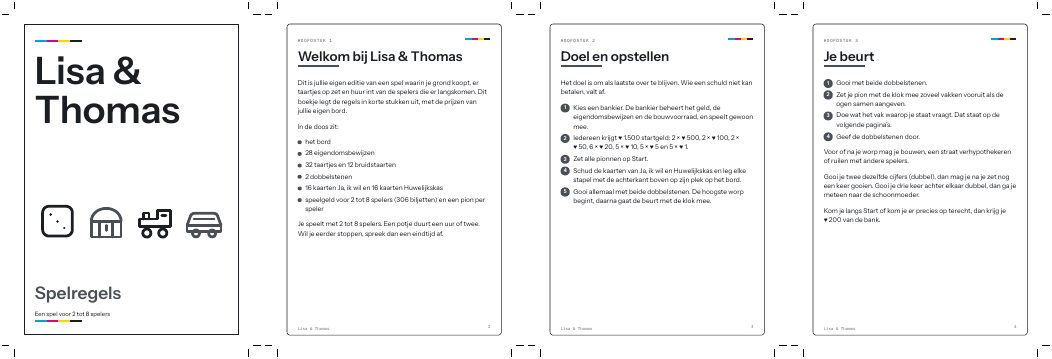 Lisa &
Thomas
Spelregels
Een spel voor 2 tot 8 spelers
HOOFDSTUK 1
Welkom bij Lisa & Thomas
Dit is jullie eigen editie van een spel waarin je grond koopt, er
taartjes op zet en huur int van de spelers die er langskomen. Dit
boekje legt de regels in korte stukken uit, met de prijzen van
jullie eigen bord.
In de doos zit:
het bord
28 eigendomsbewijzen
32 taartjes en 12 bruidstaarten
2 dobbelstenen
16 kaarten Ja, ik wil en 16 kaarten Huwelijkskas
speelgeld voor 2 tot 8 spelers (306 biljetten) en een pion per
speler
Je speelt met 2 tot 8 spelers. Een potje duurt een uur of twee.
Wil je eerder stoppen, spreek dan een eindtijd af.
Lisa & Thomas
2
HOOFDSTUK 2
Doel en opstellen
Het doel is om als laatste over te blijven. Wie een schuld niet kan
betalen, valt af.
1 Kies een bankier. De bankier beheert het geld, de
eigendomsbewijzen en de bouwvoorraad, en speelt gewoon
mee.
2 Iedereen krijgt ♥ 1.500 startgeld: 2 × ♥ 500, 2 × ♥ 100, 2 ×
♥ 50, 6 × ♥ 20, 5 × ♥ 10, 5 × ♥ 5 en 5 × ♥ 1.
3 Zet alle pionnen op Start.
4 Schud de kaarten van Ja, ik wil en Huwelijkskas en leg elke
stapel met de achterkant boven op zijn plek op het bord.
5 Gooi allemaal met beide dobbelstenen. De hoogste worp
begint, daarna gaat de beurt met de klok mee.
Lisa & Thomas
3
HOOFDSTUK 3
Je beurt
1 Gooi met beide dobbelstenen.
2 Zet je pion met de klok mee zoveel vakken vooruit als de
ogen samen aangeven.
3 Doe wat het vak waarop je staat vraagt. Dat staat op de
volgende pagina's.
4 Geef de dobbelstenen door.
Voor of na je worp mag je bouwen, een straat verhypothekeren
of ruilen met andere spelers.
Gooi je twee dezelfde cijfers (dubbel), dan mag je na je zet nog
een keer gooien. Gooi je drie keer achter elkaar dubbel, dan ga je
meteen naar de schoonmoeder.
Kom je langs Start of kom je er precies op terecht, dan krijg je
♥ 200 van de bank.
Lisa & Thomas
4